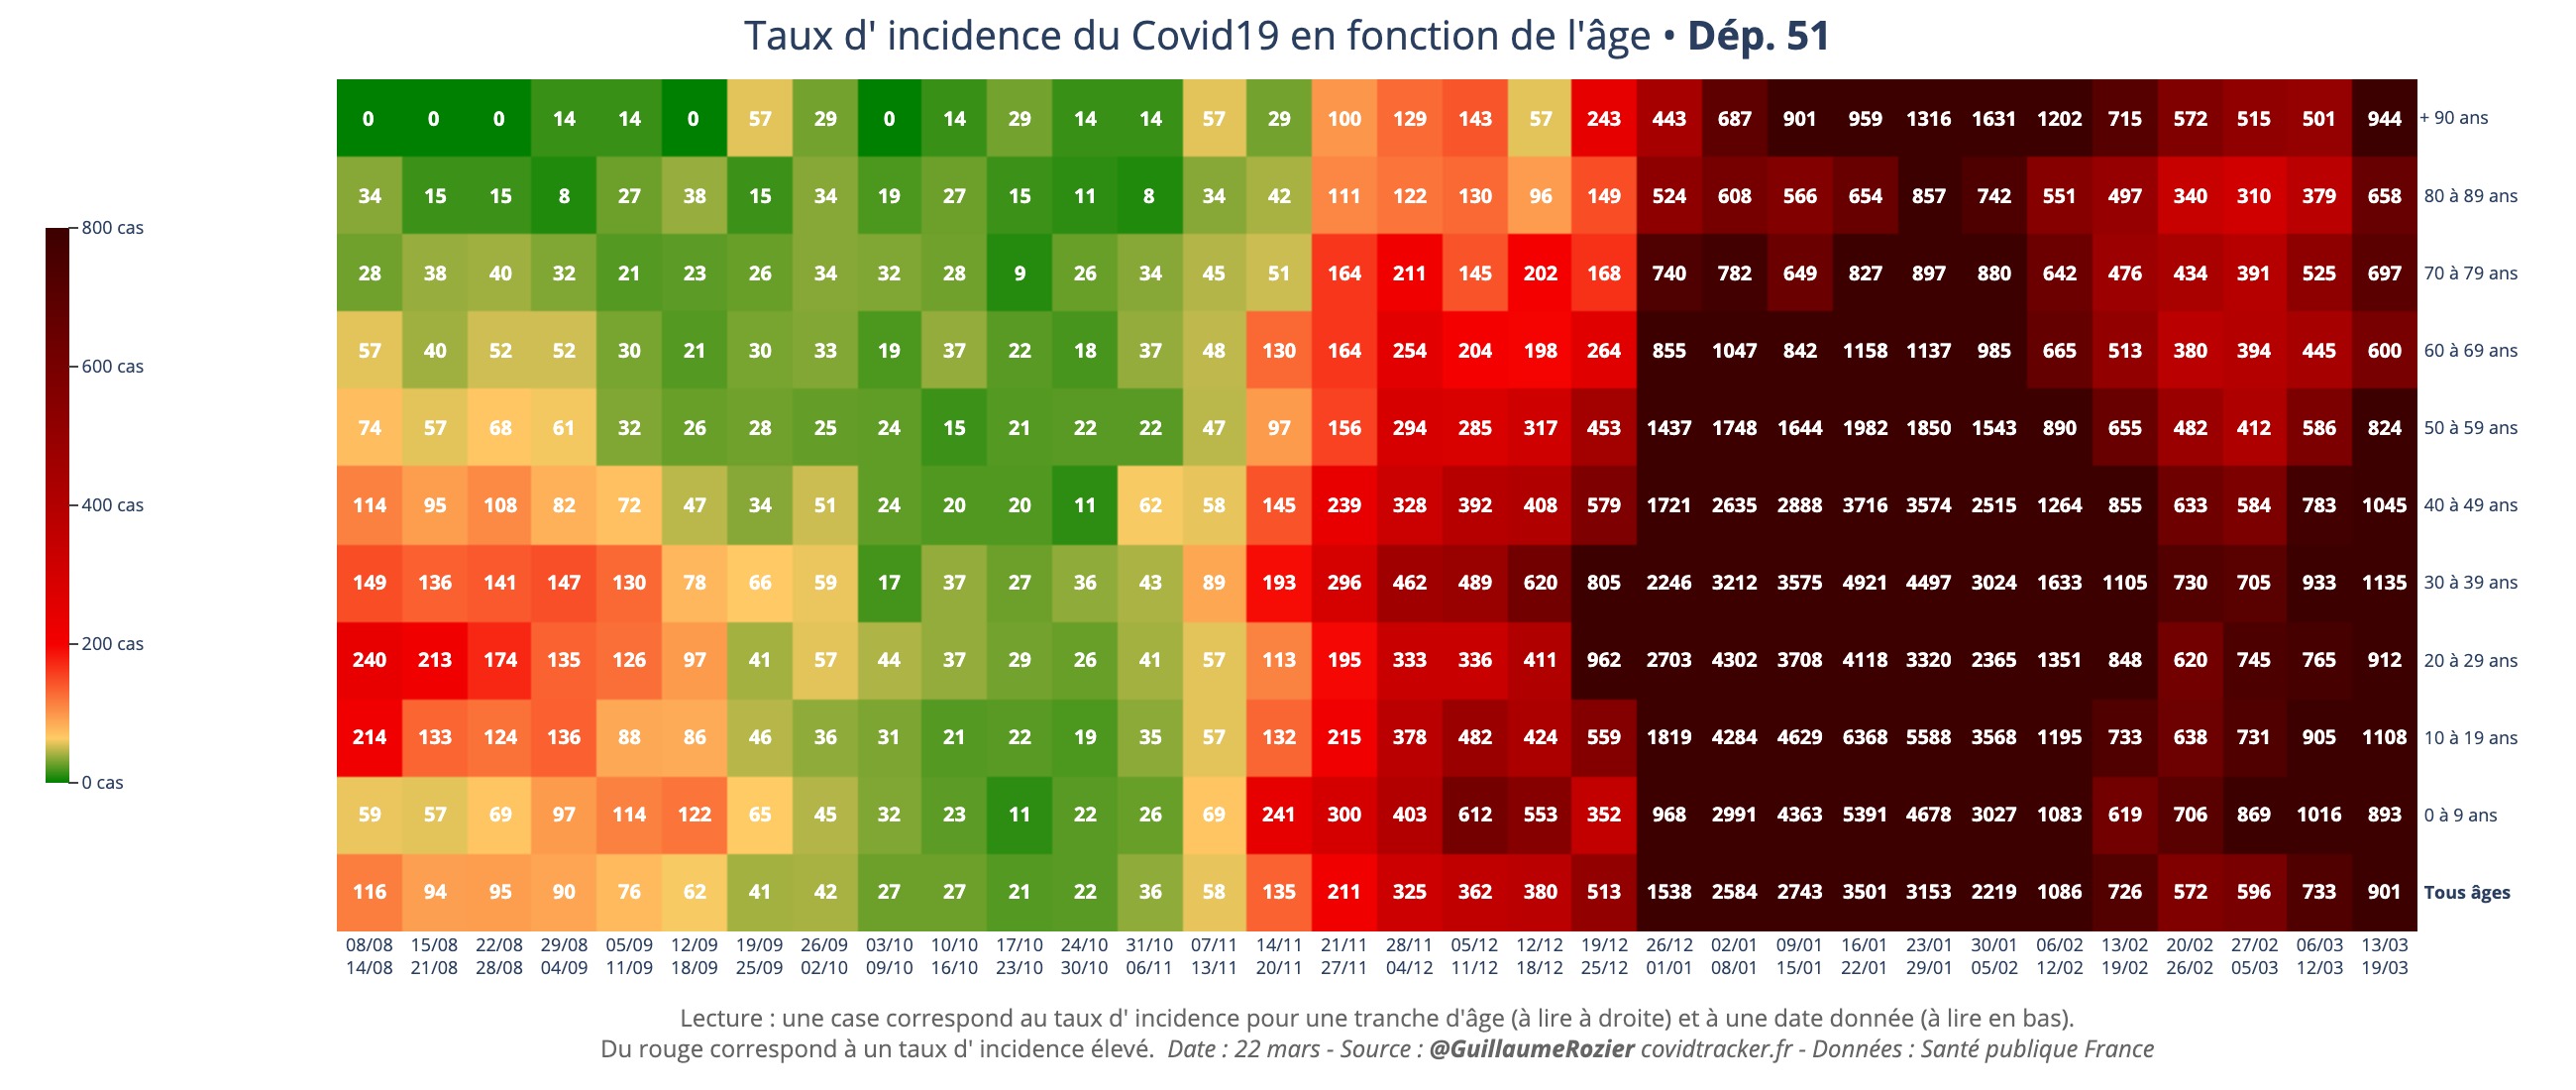 Taux d' incidence du Covid19 en fonction de l'âge • Dép. 51
800 cas
600 cas
400 cas
200 cas
0 cas
0 0 0 14 14 0 57 29 0 14 29 14 14 57 29 100 129 143 57 243 443 687 901 959 1316 1631 1202 715 572 515 501 944 + 90 ans
34 15 15 8 27 38 15 34 19 27 15 11 8 34 42 111 122 130 96 149 524 608 566 654 857 742 551 497 340 310 379 658 80 à 89 ans
28 38 40 32 21 23 26 34 32 28 9 26 34 45 51 164 211 145 202 168 740 782 649 827 897 880 642 476 434 391 525 697 70 à 79 ans
57 40 52 52 30 21 30 33 19 37 22 18 37 48 130 164 254 204 198 264 855 1047 842 1158 1137 985 665 513 380 394 445 600 60 à 69 ans
74 57 68 61 32 26 28 25 24 15 21 22 22 47 97 156 294 285 317 453 1437 1748 1644 1982 1850 1543 890 655 482 412 586 824 50 à 59 ans
114 95 108 82 72 47 34 51 24 20 20 11 62 58 145 239 328 392 408 579 1721 2635 2888 3716 3574 2515 1264 855 633 584 783 1045 40 à 49 ans
149 136 141 147 130 78 66 59 17 37 27 36 43 89 193 296 462 489 620 805 2246 3212 3575 4921 4497 3024 1633 1105 730 705 933 1135 30 à 39 ans
240 213 174 135 126 97 41 57 44 37 29 26 41 57 113 195 333 336 411 962 2703 4302 3708 4118 3320 2365 1351 848 620 745 765 912 20 à 29 ans
214 133 124 136 88 86 46 36 31 21 22 19 35 57 132 215 378 482 424 559 1819 4284 4629 6368 5588 3568 1195 733 638 731 905 1108 10 à 19 ans
59 57 69 97 114 122 65 45 32 23 11 22 26 69 241 300 403 612 553 352 968 2991 4363 5391 4678 3027 1083 619 706 869 1016 893 0 à 9 ans
116 94 95 90 76 62 41 42 27 27 21 22 36 58 135 211 325 362 380 513 1538 2584 2743 3501 3153 2219 1086 726 572 596 733 901 Tous âges
08/08 15/08 22/08 29/08 05/09 12/09 19/09 26/09 03/10 10/10 17/10 24/10 31/10 07/11 14/11 21/11 28/11 05/12 12/12 19/12 26/12 02/01 09/01 16/01 23/01 30/01 06/02 13/02 20/02 27/02 06/03 13/03
14/08 21/08 28/08 04/09 11/09 18/09 25/09 02/10 09/10 16/10 23/10 30/10 06/11 13/11 20/11 27/11 04/12 11/12 18/12 25/12 01/01 08/01 15/01 22/01 29/01 05/02 12/02 19/02 26/02 05/03 12/03 19/03
Lecture : une case correspond au taux d' incidence pour une tranche d'âge (à lire à droite) et à une date donnée (à lire en bas).
Du rouge correspond à un taux d' incidence élevé. Date : 22 mars - Source : @GuillaumeRozier covidtracker.fr - Données : Santé publique France